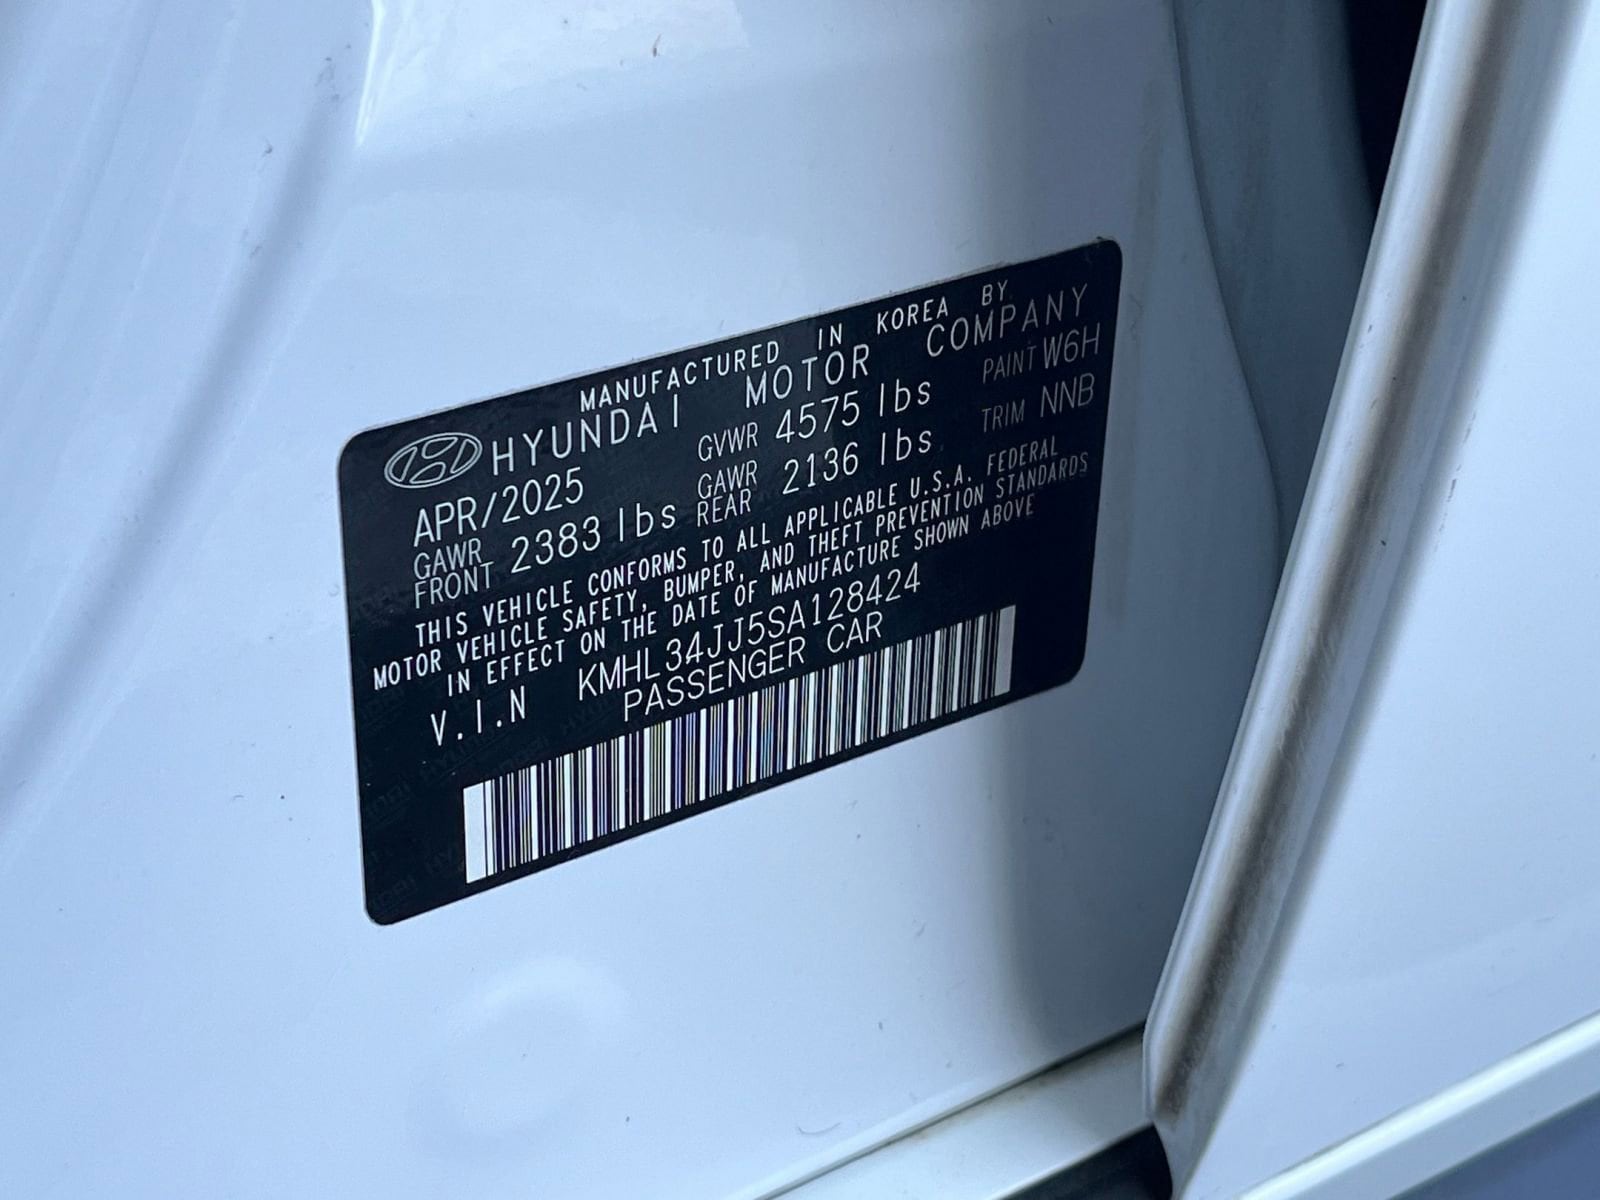 MANUFACTURED IN KOREA BY
HYUNDAI MOTOR COMPANY
APR/2025 GVWR 4575 lbs PAINT W6H
GAWR FRONT 2383 lbs GAWR REAR 2136 lbs TRIM NNB
THIS VEHICLE CONFORMS TO ALL APPLICABLE U.S.A. FEDERAL
MOTOR VEHICLE SAFETY, BUMPER, AND THEFT PREVENTION STANDARDS
IN EFFECT ON THE DATE OF MANUFACTURE SHOWN ABOVE
V.I.N KMHL34JJ5SA128424
PASSENGER CAR